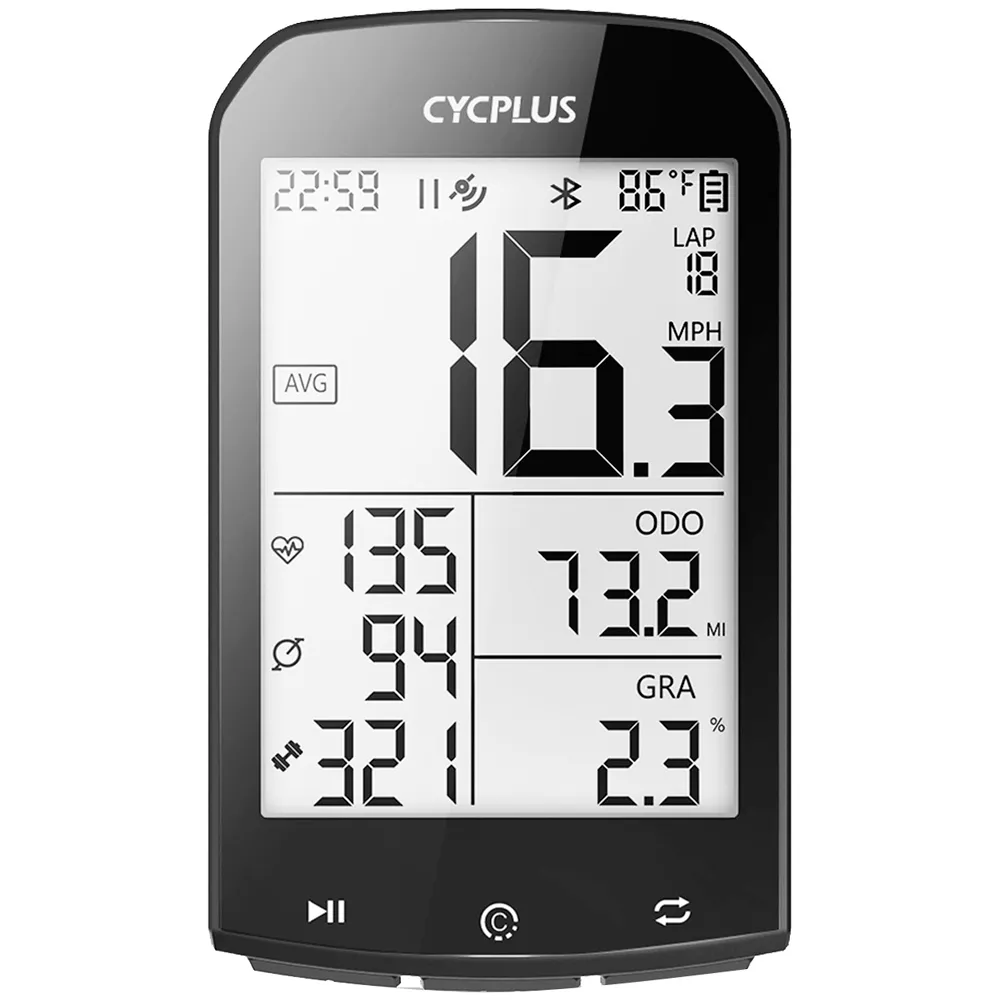 CYCPLUS
22:59 86°F
LAP
18
MPH
AVG
16.3
135
ODO
94
73.2 MI
GRA
321
2.3 %
C